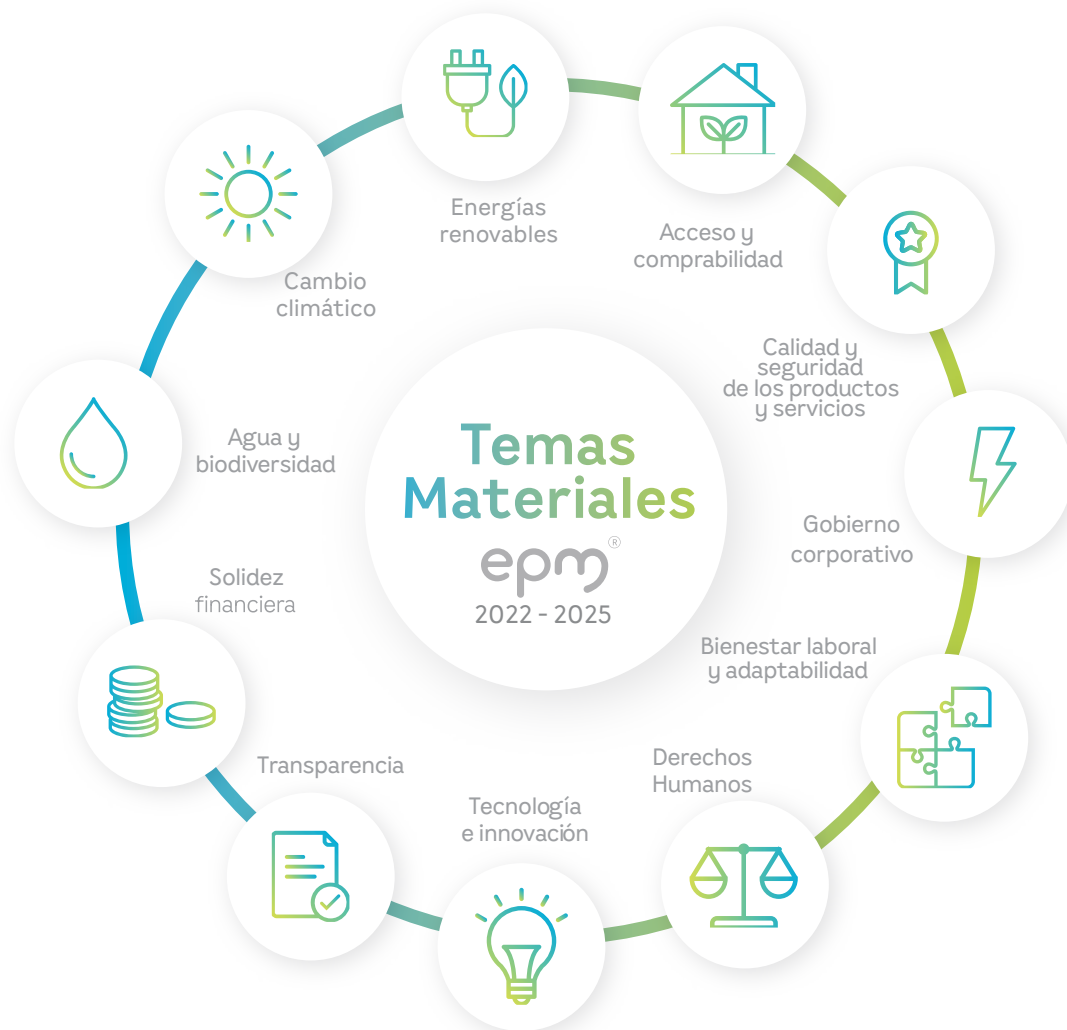 Energías
renovables
Acceso y
comprabilidad
Cambio
climático
Calidad y
seguridad
de los productos
y servicios
Agua y
biodiversidad
Temas
Materiales
epm®
2022 - 2025
Gobierno
corporativo
Solidez
financiera
Bienestar laboral
y adaptabilidad
Transparencia
Derechos
Humanos
Tecnología
e innovación